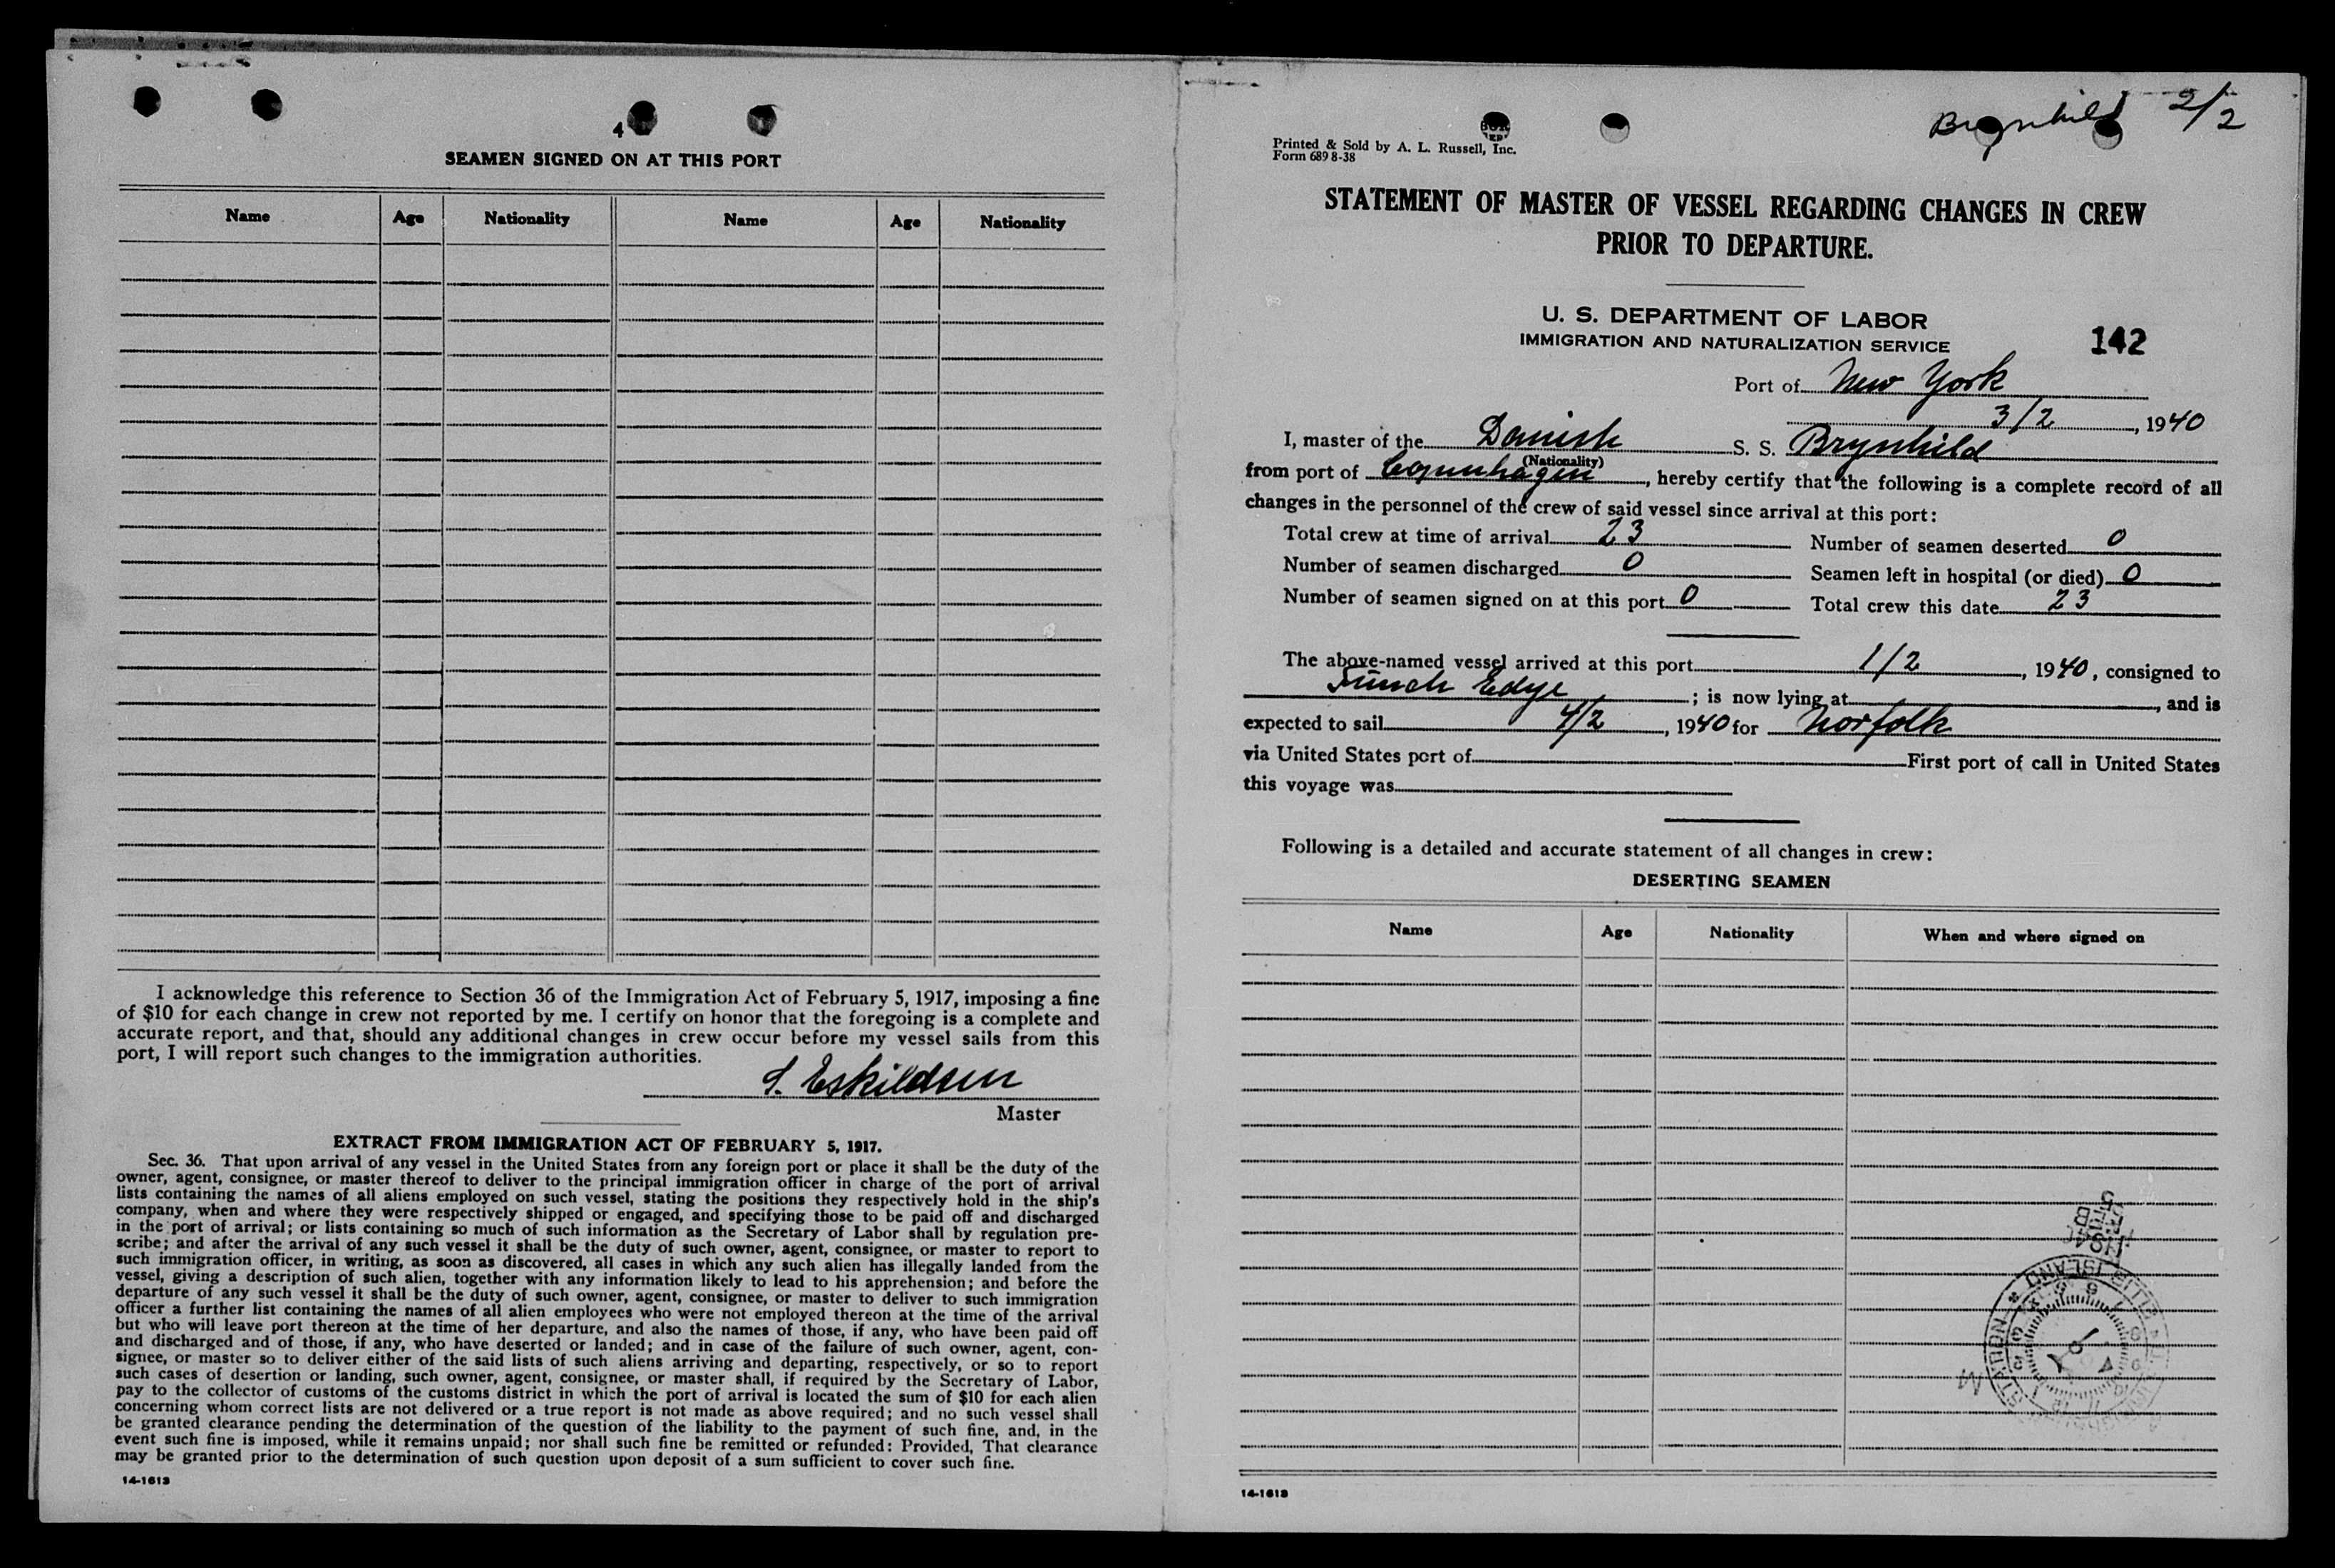 4
SEAMEN SIGNED ON AT THIS PORT
Name Age Nationality Name Age Nationality
I acknowledge this reference to Section 36 of the Immigration Act of February 5, 1917, imposing a fine
of $10 for each change in crew not reported by me. I certify on honor that the foregoing is a complete and
accurate report, and that, should any additional changes in crew occur before my vessel sails from this
port, I will report such changes to the immigration authorities.
S. Eskildsen
Master
EXTRACT FROM IMMIGRATION ACT OF FEBRUARY 5, 1917.
Sec. 36. That upon arrival of any vessel in the United States from any foreign port or place it shall be the duty of the
owner, agent, consignee, or master thereof to deliver to the principal immigration officer in charge of the port of arrival
lists containing the names of all aliens employed on such vessel, stating the positions they respectively hold in the ship's
company, when and where they were respectively shipped or engaged, and specifying those to be paid off and discharged
in the port of arrival; or lists containing so much of such information as the Secretary of Labor shall by regulation pre-
scribe; and after the arrival of any such vessel it shall be the duty of such owner, agent, consignee, or master to report to
such immigration officer, in writing, as soon as discovered, all cases in which any such alien has illegally landed from the
vessel, giving a description of such alien, together with any information likely to lead to his apprehension; and before the
departure of any such vessel it shall be the duty of such owner, agent, consignee, or master to deliver to such immigration
officer a further list containing the names of all alien employees who were not employed thereon at the time of the arrival
but who will leave port thereon at the time of her departure, and also the names of those, if any, who have been paid off
and discharged and of those, if any, who have deserted or landed; and in case of the failure of such owner, agent, con-
signee, or master so to deliver either of the said lists of such aliens arriving and departing, respectively, or so to report
such cases of desertion or landing, such owner, agent, consignee, or master shall, if required by the Secretary of Labor,
pay to the collector of customs of the customs district in which the port of arrival is located the sum of $10 for each alien
concerning whom correct lists are not delivered or a true report is not made as above required; and no such vessel shall
be granted clearance pending the determination of the question of the liability to the payment of such fine, and, in the
event such fine is imposed, while it remains unpaid; nor shall such fine be remitted or refunded: Provided, That clearance
may be granted prior to the determination of such question upon deposit of a sum sufficient to cover such fine.
14-1613
Brynhild 2/2
Printed & Sold by A. L. Russell, Inc.
Form 689 8-38
STATEMENT OF MASTER OF VESSEL REGARDING CHANGES IN CREW
PRIOR TO DEPARTURE.
U. S. DEPARTMENT OF LABOR
IMMIGRATION AND NATURALIZATION SERVICE
142
Port of New York
3/2, 1940
I, master of the Danish S. S. Brynhild
(Nationality)
from port of Copenhagen, hereby certify that the following is a complete record of all
changes in the personnel of the crew of said vessel since arrival at this port:
Total crew at time of arrival 23 Number of seamen deserted 0
Number of seamen discharged 0 Seamen left in hospital (or died) 0
Number of seamen signed on at this port 0 Total crew this date 23
The above-named vessel arrived at this port 1/2, 1940, consigned to
Funch Edye; is now lying at, and is
expected to sail 4/2, 1940 for Norfolk
via United States port of First port of call in United States
this voyage was
Following is a detailed and accurate statement of all changes in crew:
DESERTING SEAMEN
Name Age Nationality When and where signed on
14-1613